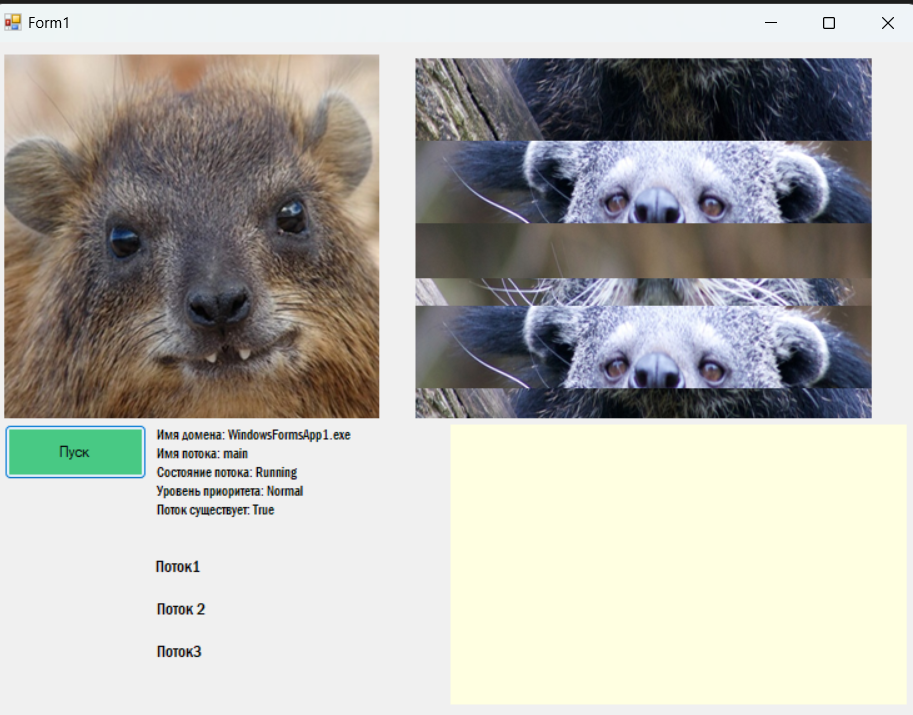 Form1
Пуск
Имя домена: WindowsFormsApp1.exe
Имя потока: main
Состояние потока: Running
Уровень приоритета: Normal
Поток существует: True
Поток1
Поток 2
Поток3